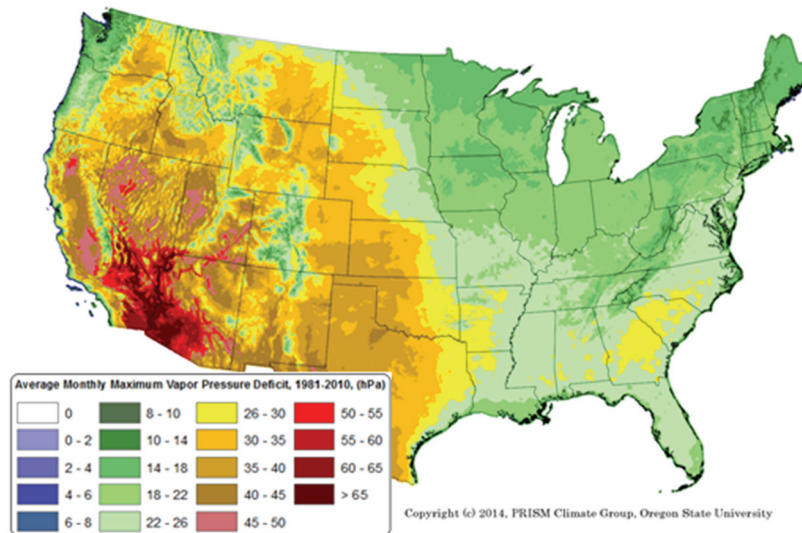 Average Monthly Maximum Vapor Pressure Deficit, 1981-2010, (hPa)
0
8 - 10
26 - 30
50 - 55
0 - 2
10 - 14
30 - 35
55 - 60
2 - 4
14 - 18
35 - 40
60 - 65
4 - 6
18 - 22
40 - 45
> 65
6 - 8
22 - 26
45 - 50
Copyright (c) 2014, PRISM Climate Group, Oregon State University